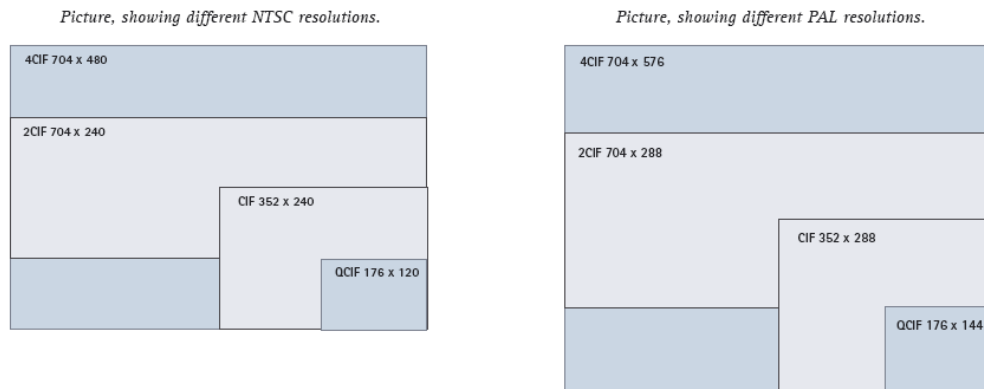 Picture, showing different NTSC resolutions.
4CIF 704 x 480
2CIF 704 x 240
CIF 352 x 240
QCIF 176 x 120
Picture, showing different PAL resolutions.
4CIF 704 x 576
2CIF 704 x 288
CIF 352 x 288
QCIF 176 x 144